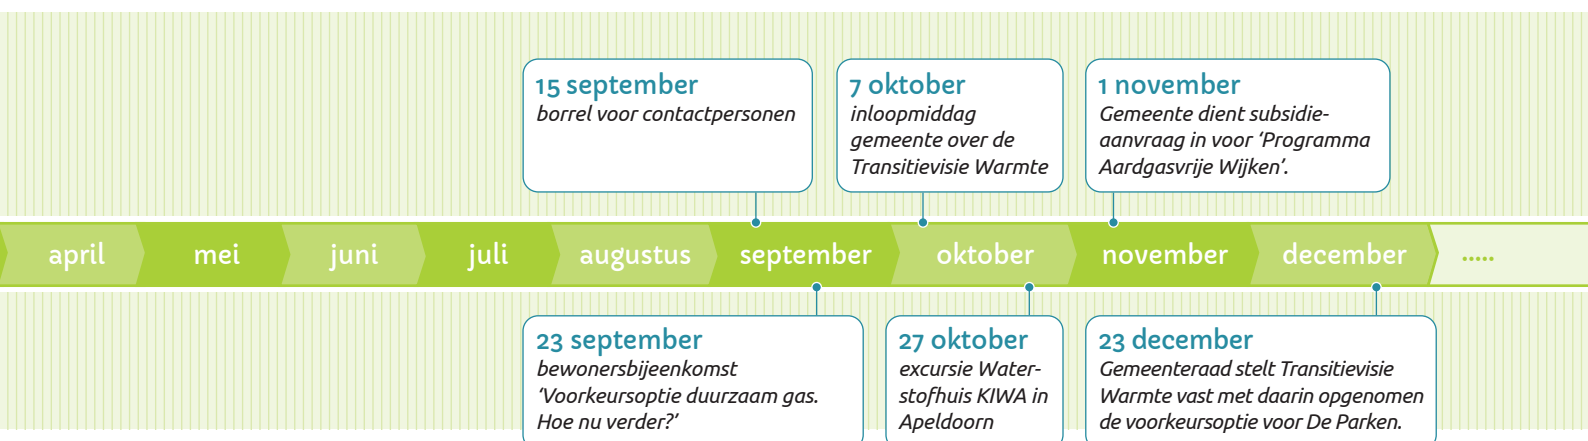 15 september
borrel voor contactpersonen
7 oktober
inloopmiddag
gemeente over de
Transitievisie Warmte
1 november
Gemeente dient subsidie-
aanvraag in voor ‘Programma
Aardgasvrije Wijken’.
april mei juni juli augustus september oktober november december .....
23 september
bewonersbijeenkomst
‘Voorkeursoptie duurzaam gas.
Hoe nu verder?’
27 oktober
excursie Water-
stofhuis KIWA in
Apeldoorn
23 december
Gemeenteraad stelt Transitievisie
Warmte vast met daarin opgenomen
de voorkeursoptie voor De Parken.